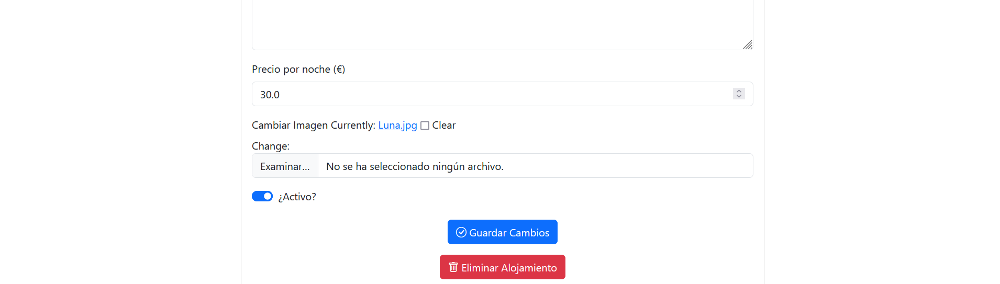 Precio por noche (€)
30.0
Cambiar Imagen Currently: Luna.jpg Clear
Change:
Examinar... No se ha seleccionado ningún archivo.
¿Activo?
Guardar Cambios
Eliminar Alojamiento